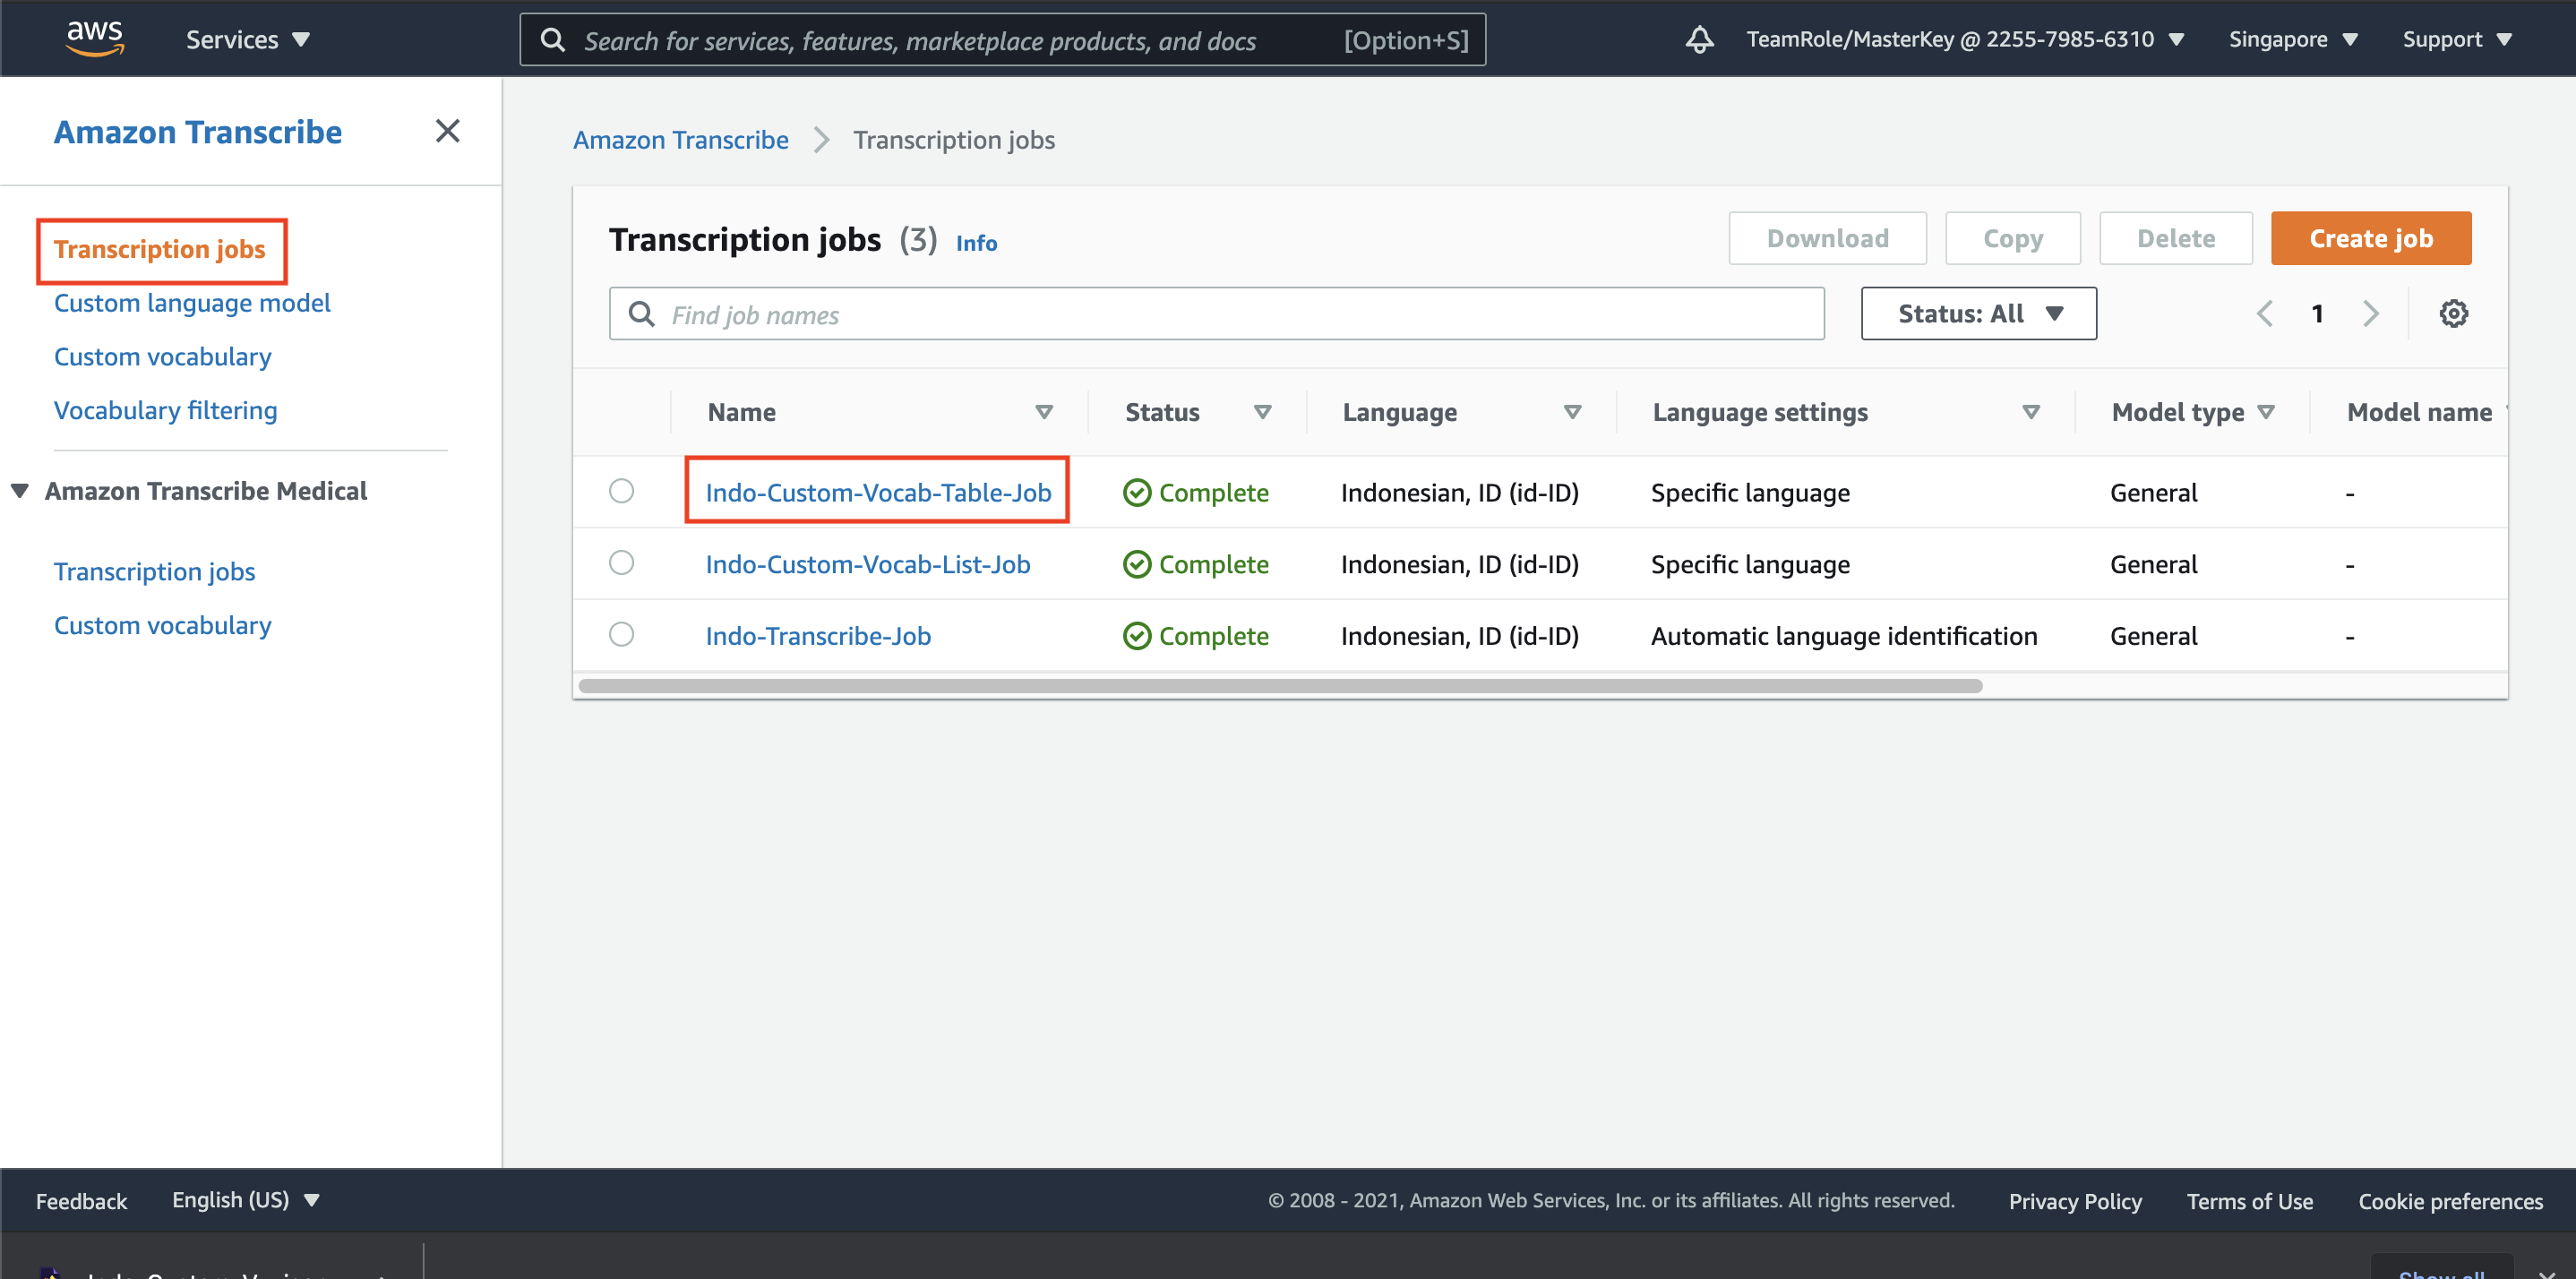 aws Services Search for services, features, marketplace products, and docs [Option+S] TeamRole/MasterKey @ 2255-7985-6310 Singapore Support
Amazon Transcribe
Transcription jobs
Custom language model
Custom vocabulary
Vocabulary filtering
Amazon Transcribe Medical
Transcription jobs
Custom vocabulary
Amazon Transcribe Transcription jobs
Transcription jobs (3) Info Download Copy Delete Create job
Find job names Status: All 1
Name Status Language Language settings Model type Model name
Indo-Custom-Vocab-Table-Job Complete Indonesian, ID (id-ID) Specific language General -
Indo-Custom-Vocab-List-Job Complete Indonesian, ID (id-ID) Specific language General -
Indo-Transcribe-Job Complete Indonesian, ID (id-ID) Automatic language identification General -
Feedback English (US) © 2008 - 2021, Amazon Web Services, Inc. or its affiliates. All rights reserved. Privacy Policy Terms of Use Cookie preferences
Show all